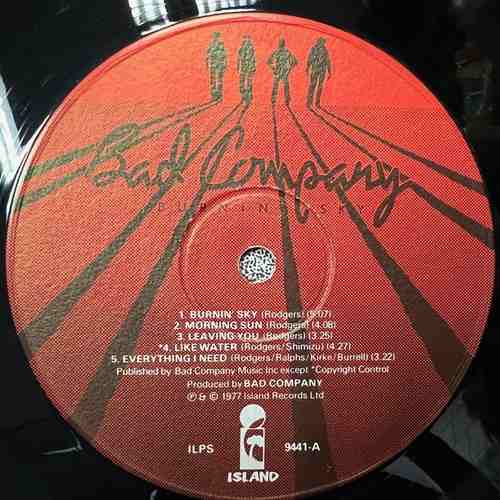 Bad Company
BURNIN' SKY
1. BURNIN' SKY (Rodgers) (5.07)
2. MORNING SUN (Rodgers) (4.08)
3. LEAVING YOU (Rodgers) (3.25)
*4. LIKE WATER (Rodgers/Shimizu) (4.27)
5. EVERYTHING I NEED (Rodgers/Ralphs/Kirke/Burrell) (3.22)
Published by Bad Company Music Inc except *Copyright Control
Produced by BAD COMPANY
℗ & © 1977 Island Records Ltd
ILPS 9441-A
ISLAND